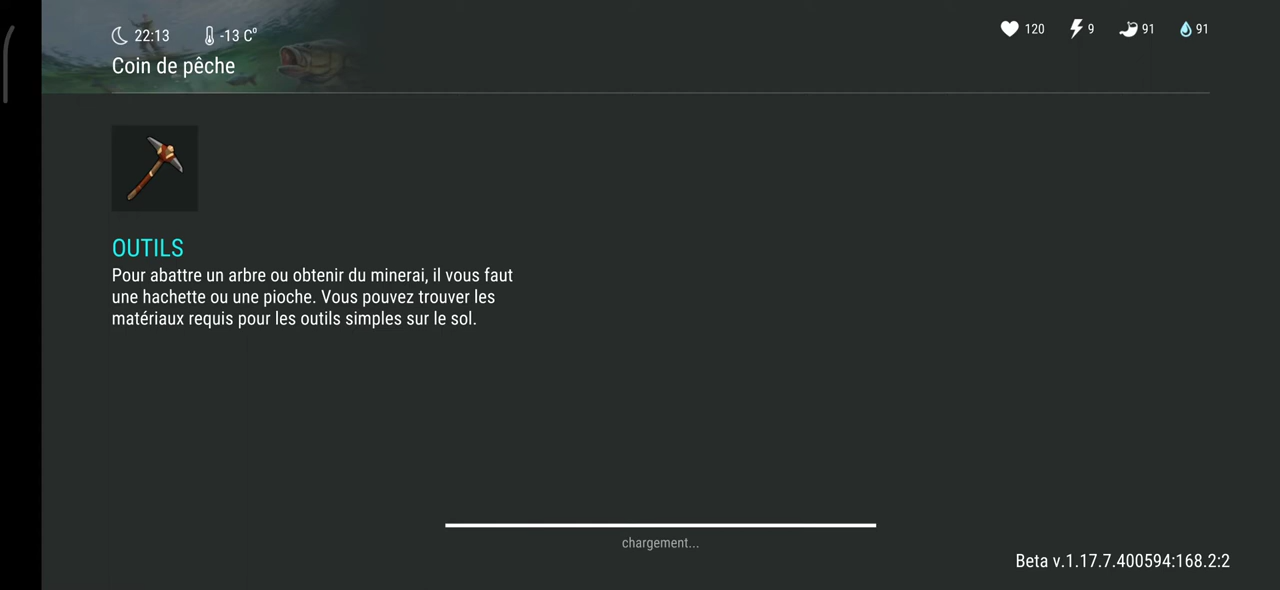 22:13 -13 C⁰ 120 9 91 91
Coin de pêche
OUTILS
Pour abattre un arbre ou obtenir du minerai, il vous faut
une hachette ou une pioche. Vous pouvez trouver les
matériaux requis pour les outils simples sur le sol.
chargement...
Beta v.1.17.7.400594:168.2:2